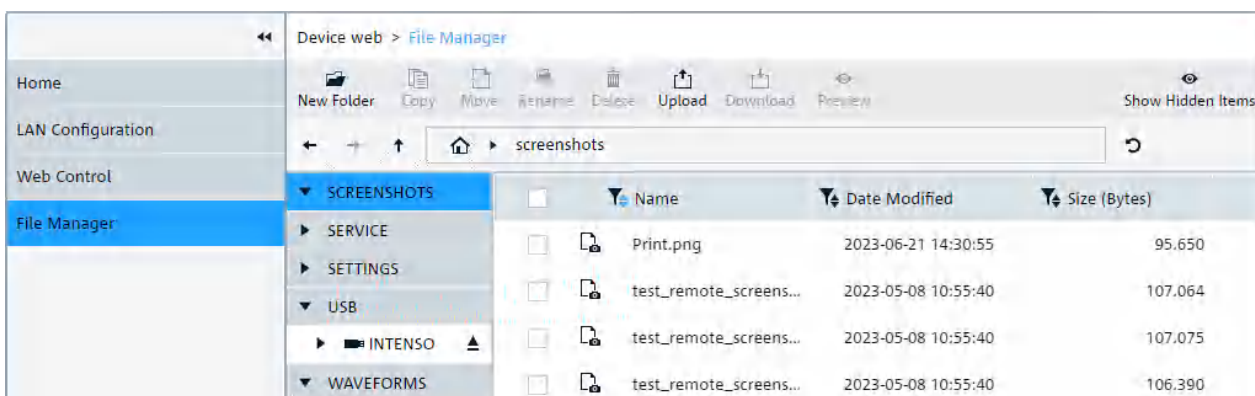 Device web > File Manager
Home
LAN Configuration
Web Control
File Manager
New Folder Copy Move Rename Delete Upload Download Preview Show Hidden Items
screenshots
SCREENSHOTS
SERVICE
SETTINGS
USB
INTENSO
WAVEFORMS
Name Date Modified Size (Bytes)
Print.png 2023-06-21 14:30:55 95.650
test_remote_screens... 2023-05-08 10:55:40 107.064
test_remote_screens... 2023-05-08 10:55:40 107.075
test_remote_screens... 2023-05-08 10:55:40 106.390